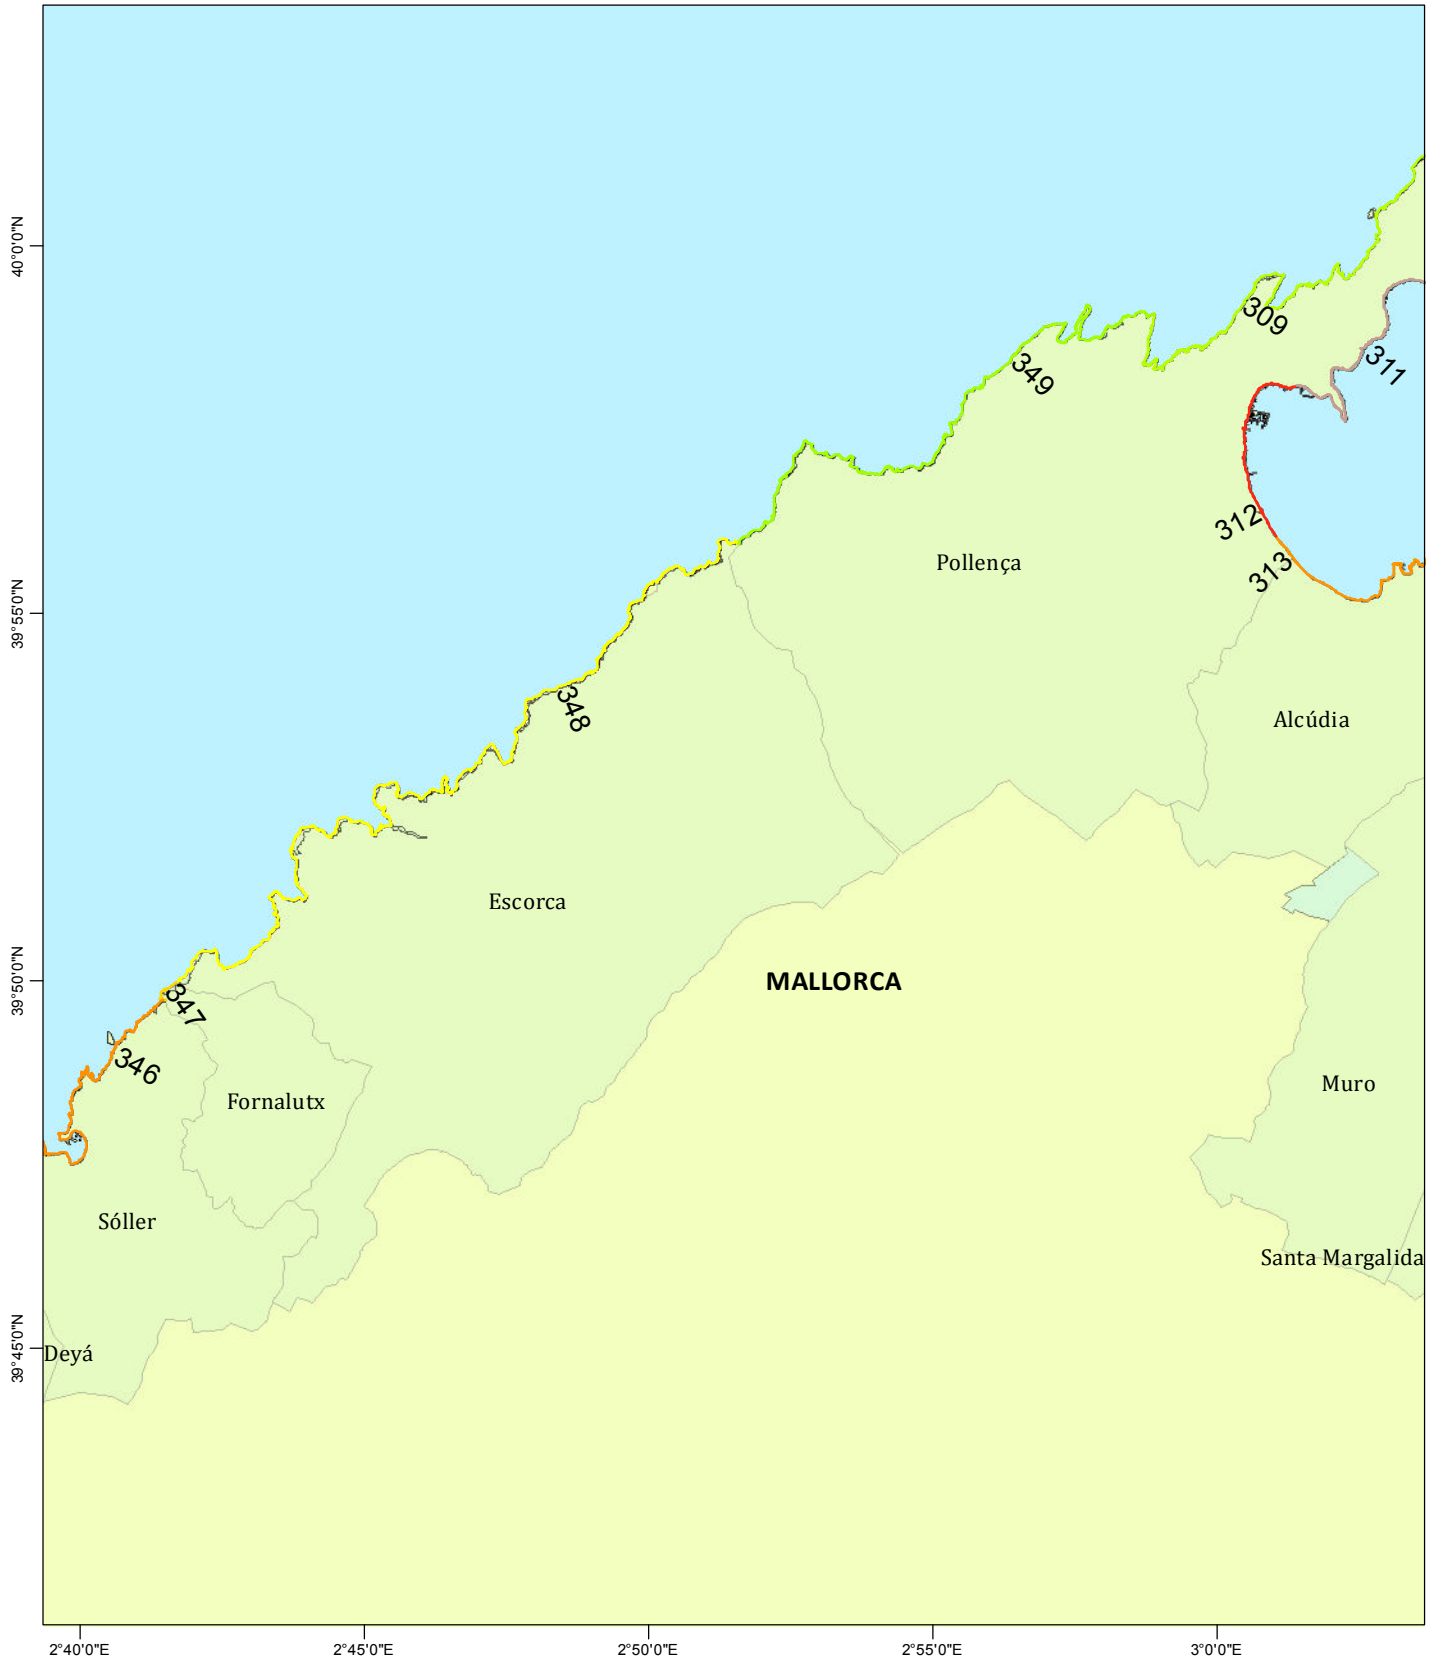 40°0'0"N
309
311
349
312
Pollença
313
39°55'0"N
348
Alcúdia
Escorca
39°50'0"N
MALLORCA
347
346
Muro
Fornalutx
Sóller
Santa Margalida
39°45'0"N
Deyá
2°40'0"E
2°45'0"E
2°50'0"E
2°55'0"E
3°0'0"E